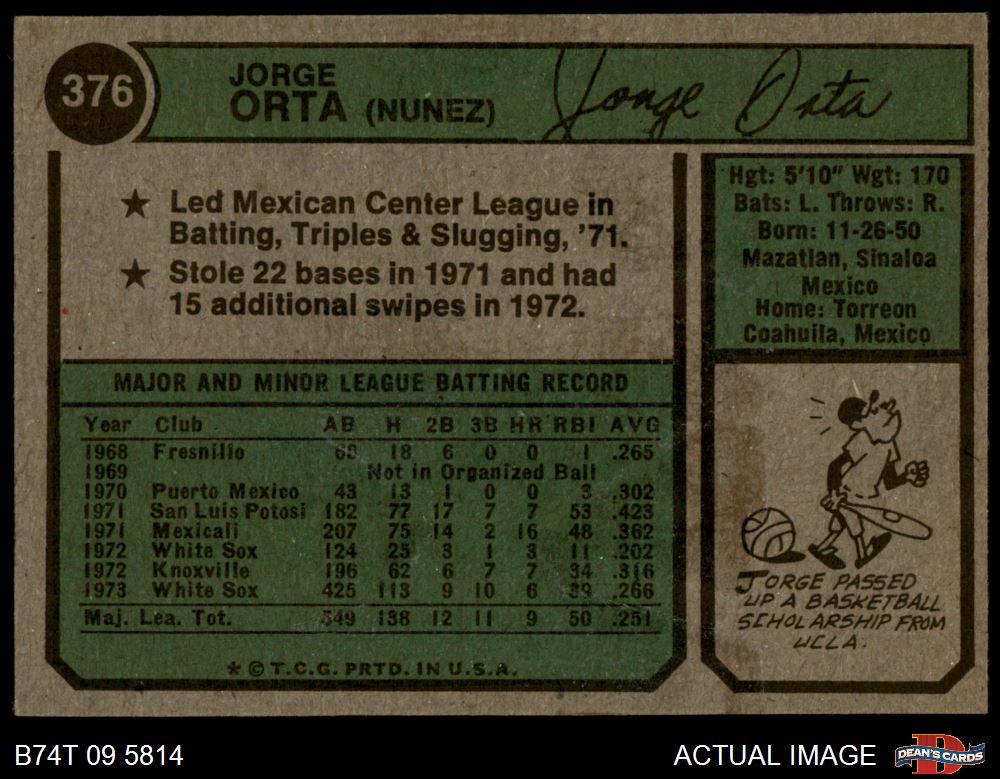 376
JORGE
ORTA (NUNEZ)
Jorge Orta
★ Led Mexican Center League in
Batting, Triples & Slugging, '71.
★ Stole 22 bases in 1971 and had
15 additional swipes in 1972.
Hgt: 5'10" Wgt: 170
Bats: L. Throws: R.
Born: 11-26-50
Mazatlan, Sinaloa
Mexico
Home: Torreon
Coahuila, Mexico
MAJOR AND MINOR LEAGUE BATTING RECORD
Year Club AB H 2B 3B HR RBI AVG
1968 Fresnillo 68 18 6 0 0 1 .265
1969 Not in Organized Ball
1970 Puerto Mexico 43 13 1 0 0 3 .302
1971 San Luis Potosi 182 77 17 7 7 53 .423
1971 Mexicali 207 75 14 2 16 48 .362
1972 White Sox 124 25 3 1 3 11 .202
1972 Knoxville 196 62 6 7 7 34 .316
1973 White Sox 425 113 9 10 6 39 .266
Maj. Lea. Tot. 549 138 12 11 9 50 .251
★ © T.C.G. PRTD. IN U.S.A.
JORGE PASSED
UP A BASKETBALL
SCHOLARSHIP FROM
UCLA.
B74T 09 5814
ACTUAL IMAGE
DEAN'S CARDS